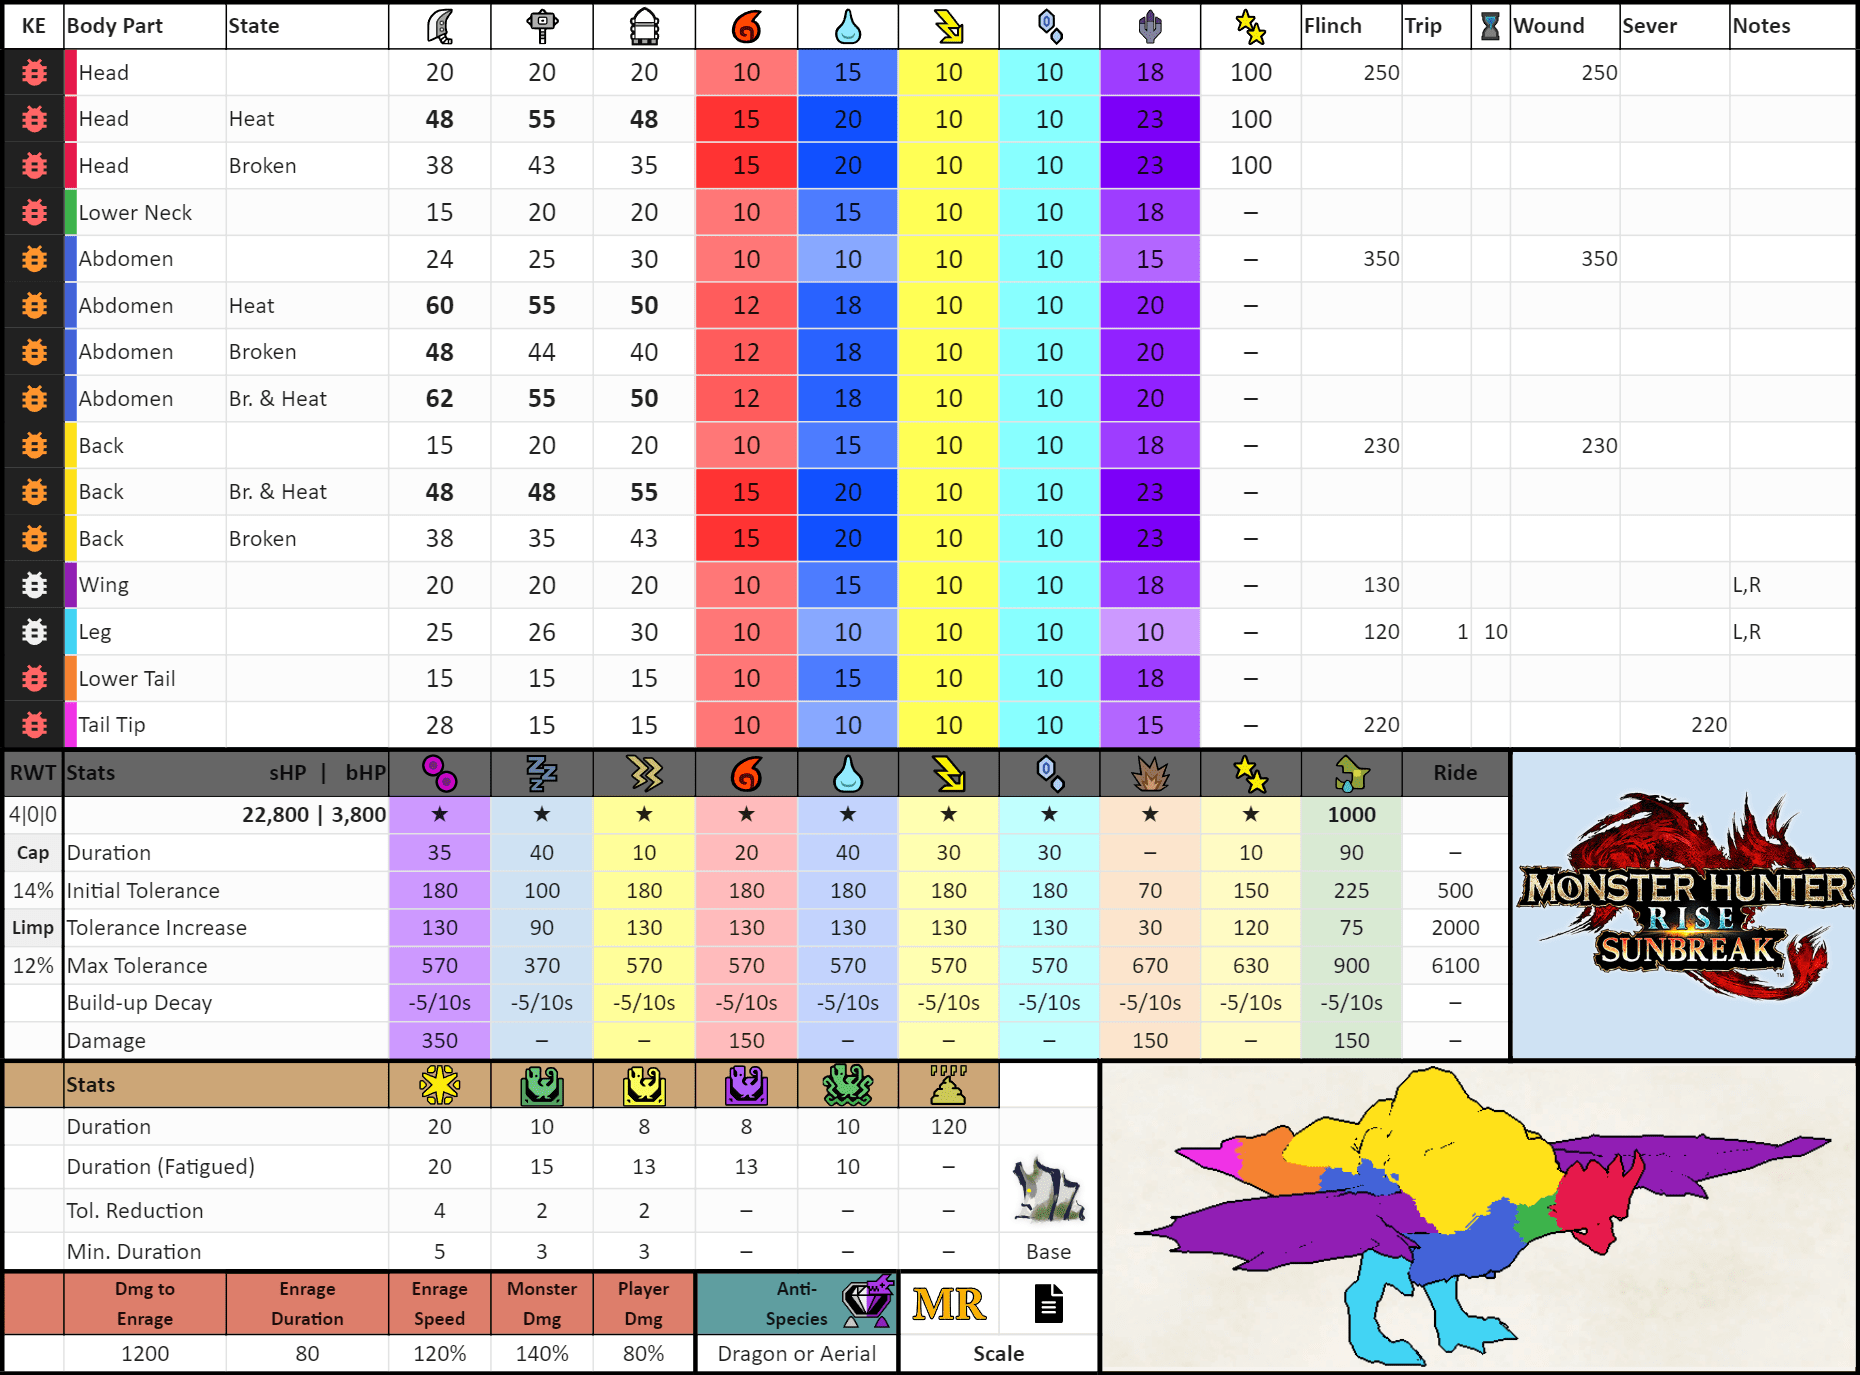 KE Body Part State Flinch Trip Wound Sever Notes
Head 20 20 20 10 15 10 10 18 100 250 250
Head Heat 48 55 48 15 20 10 10 23 100
Head Broken 38 43 35 15 20 10 10 23 100
Lower Neck 15 20 20 10 15 10 10 18 –
Abdomen 24 25 30 10 10 10 10 15 – 350 350
Abdomen Heat 60 55 50 12 18 10 10 20 –
Abdomen Broken 48 44 40 12 18 10 10 20 –
Abdomen Br. & Heat 62 55 50 12 18 10 10 20 –
Back 15 20 20 10 15 10 10 18 – 230 230
Back Br. & Heat 48 48 55 15 20 10 10 23 –
Back Broken 38 35 43 15 20 10 10 23 –
Wing 20 20 20 10 15 10 10 18 – 130 L,R
Leg 25 26 30 10 10 10 10 10 – 120 1 10 L,R
Lower Tail 15 15 15 10 15 10 10 18 –
Tail Tip 28 15 15 10 10 10 10 15 – 220 220
RWT Stats sHP | bHP Ride
4|0|0 22,800 | 3,800 ★ ★ ★ ★ ★ ★ ★ ★ ★ 1000
Cap Duration 35 40 10 20 40 30 30 – 10 90 –
14% Initial Tolerance 180 100 180 180 180 180 180 70 150 225 500
Limp Tolerance Increase 130 90 130 130 130 130 130 30 120 75 2000
12% Max Tolerance 570 370 570 570 570 570 570 670 630 900 6100
Build-up Decay -5/10s -5/10s -5/10s -5/10s -5/10s -5/10s -5/10s -5/10s -5/10s -5/10s –
Damage 350 – – 150 – – – 150 – 150 –
MONSTER HUNTER
RISE
SUNBREAK
™
Stats
Duration 20 10 8 8 10 120
Duration (Fatigued) 20 15 13 13 10 –
Tol. Reduction 4 2 2 – – –
Min. Duration 5 3 3 – – – Base
Dmg to Enrage Enrage Monster Player Anti-
Enrage Duration Speed Dmg Dmg Species MR
1200 80 120% 140% 80% Dragon or Aerial Scale